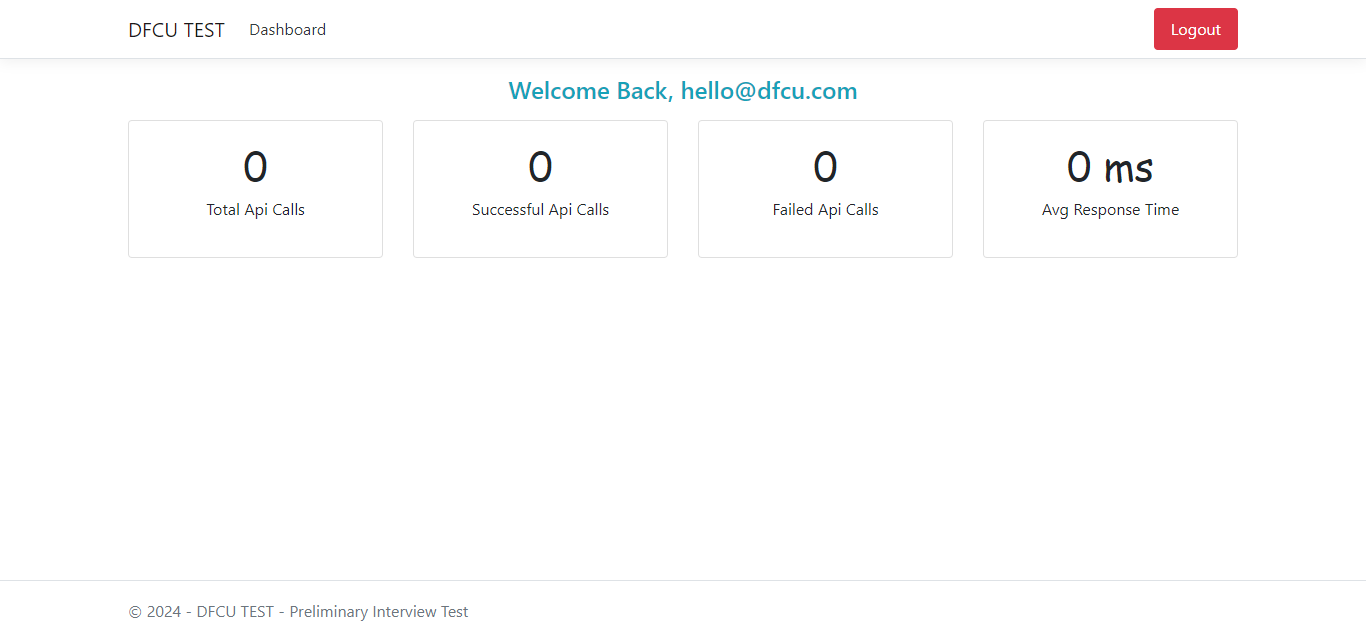 DFCU TEST Dashboard Logout
Welcome Back, hello@dfcu.com
0 0 0 0 ms
Total Api Calls Successful Api Calls Failed Api Calls Avg Response Time
© 2024 - DFCU TEST - Preliminary Interview Test